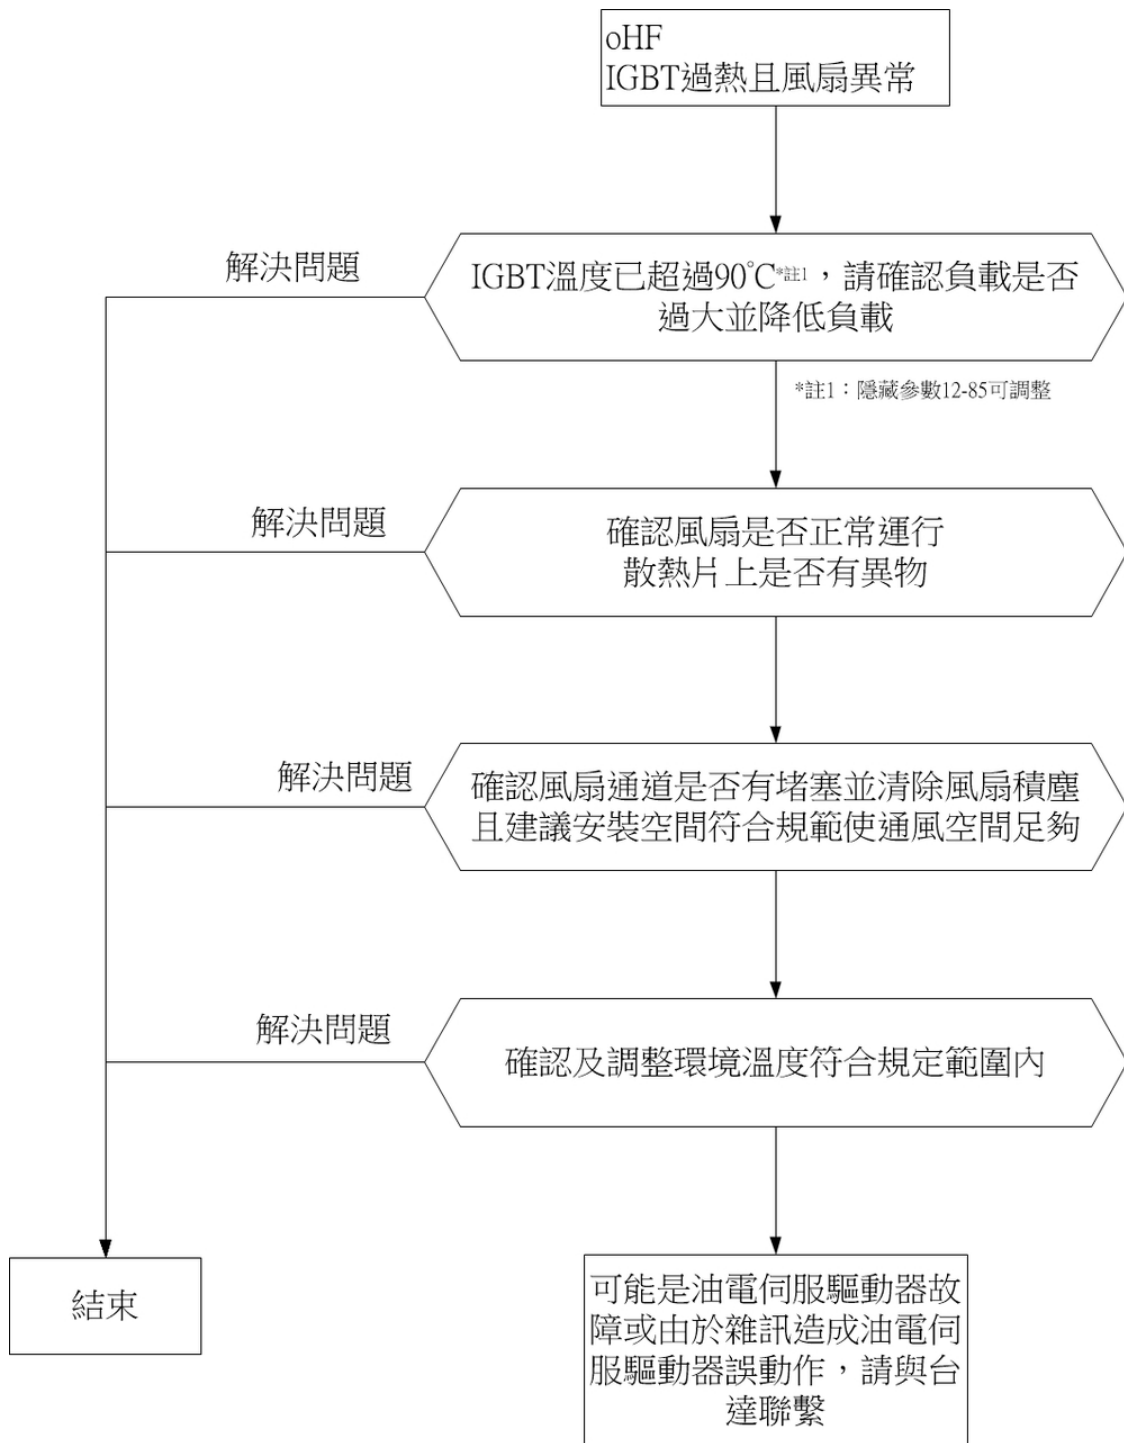 oHF
IGBT過熱且風扇異常
解決問題
IGBT溫度已超過90℃*註1，請確認負載是否
過大並降低負載
*註1：隱藏參數12-85可調整
解決問題
確認風扇是否正常運行
散熱片上是否有異物
解決問題
確認風扇通道是否有堵塞並清除風扇積塵
且建議安裝空間符合規範使通風空間足夠
解決問題
確認及調整環境溫度符合規定範圍內
結束
可能是油電伺服驅動器故
障或由於雜訊造成油電伺
服驅動器誤動作，請與台
達聯繫